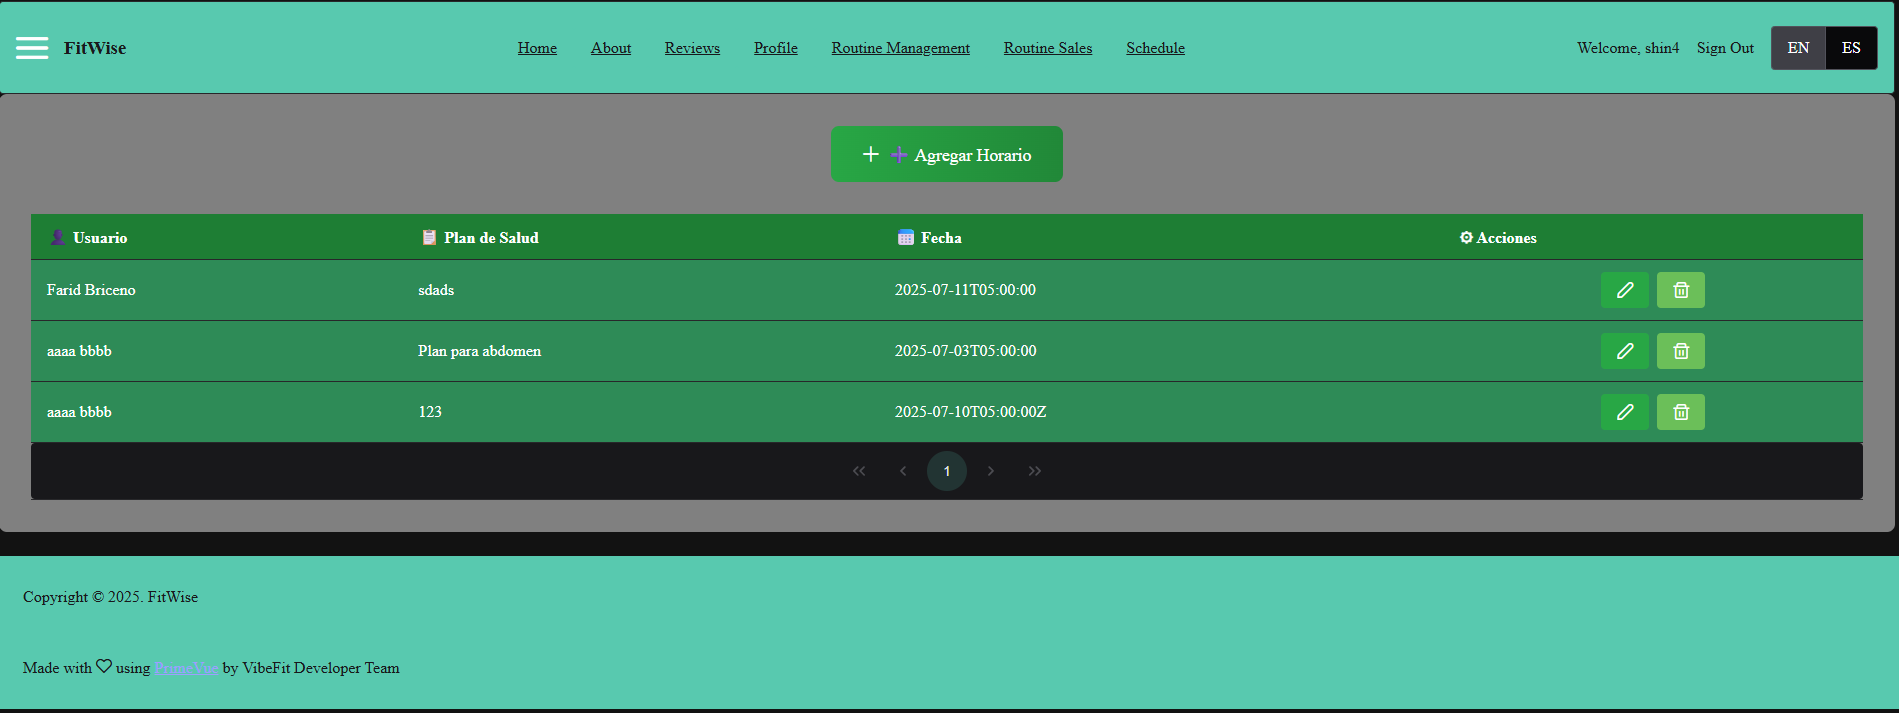 FitWise Home About Reviews Profile Routine Management Routine Sales Schedule Welcome, shin4 Sign Out EN ES
Agregar Horario
Usuario Plan de Salud Fecha Acciones
Farid Briceno sdads 2025-07-11T05:00:00
aaaa bbbb Plan para abdomen 2025-07-03T05:00:00
aaaa bbbb 123 2025-07-10T05:00:00Z
1
Copyright © 2025. FitWise
Made with ♡ using PrimeVue by VibeFit Developer Team